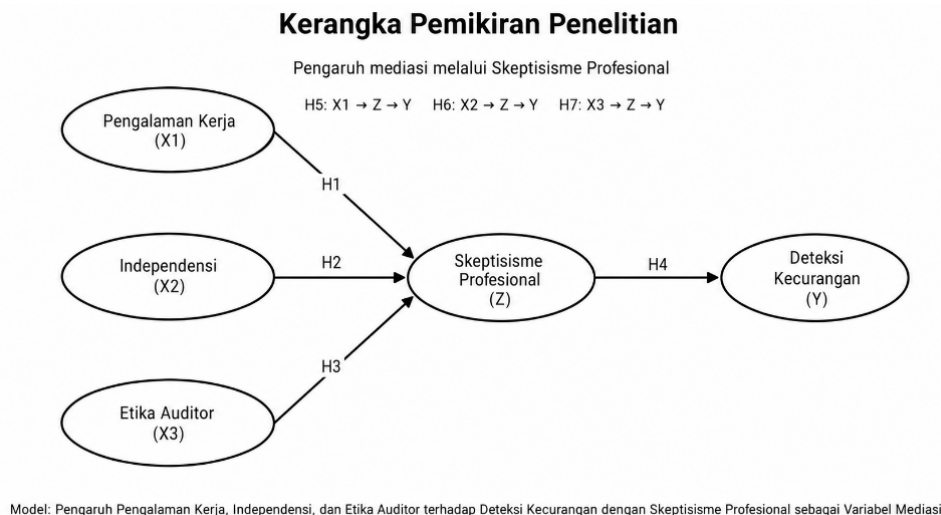 Kerangka Pemikiran Penelitian
Pengaruh mediasi melalui Skeptisisme Profesional
H5: X1 → Z → Y H6: X2 → Z → Y H7: X3 → Z → Y
Pengalaman Kerja
(X1)
H1
Independensi
(X2)
H2
Skeptisisme
Profesional
(Z)
H4
Deteksi
Kecurangan
(Y)
H3
Etika Auditor
(X3)
Model: Pengaruh Pengalaman Kerja, Independensi, dan Etika Auditor terhadap Deteksi Kecurangan dengan Skeptisisme Profesional sebagai Variabel Mediasi